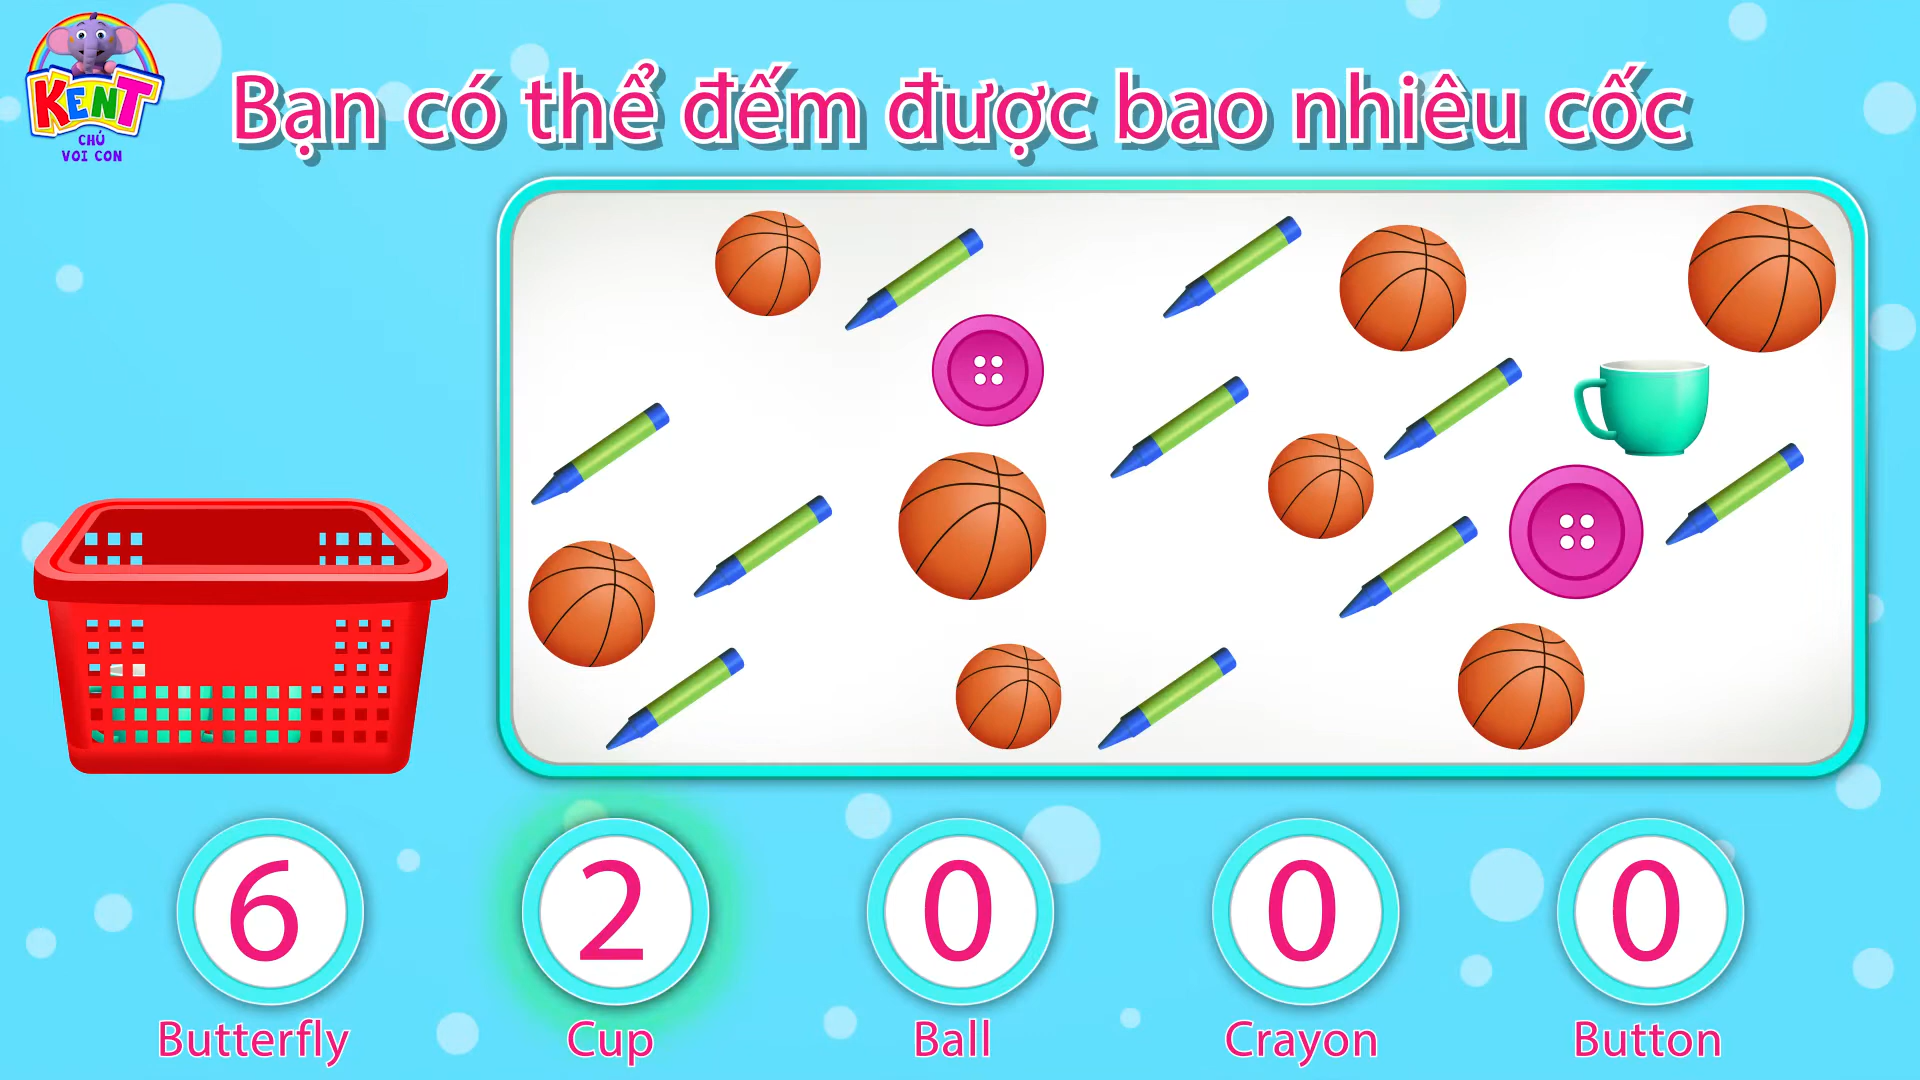 KENT
CHÚ
VOI CON
Bạn có thể đếm được bao nhiêu cốc
6 2 0 0 0
Butterfly Cup Ball Crayon Button